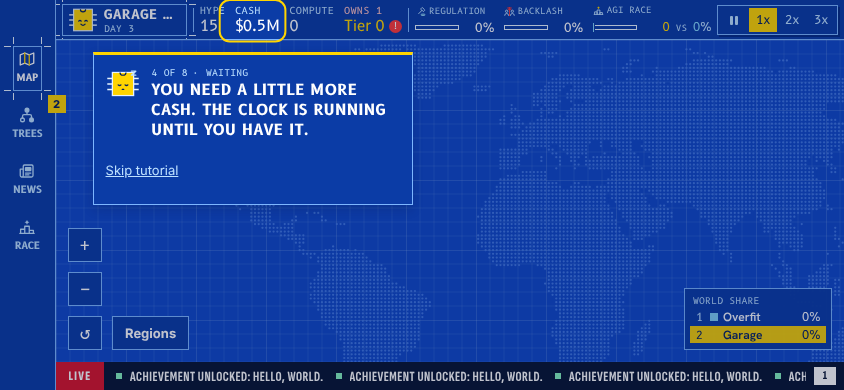 GARAGE ...
DAY 3
HYPE
15
CASH
$0.5M
COMPUTE
0
OWNS 1
Tier 0 !
REGULATION
0%
BACKLASH
0%
AGI RACE
0 VS 0%
1x
2x
3x
MAP
2
TREES
NEWS
RACE
4 OF 8 · WAITING
YOU NEED A LITTLE MORE
CASH. THE CLOCK IS RUNNING
UNTIL YOU HAVE IT.
Skip tutorial
+
−
↺
Regions
WORLD SHARE
1 Overfit 0%
2 Garage 0%
LIVE
ACHIEVEMENT UNLOCKED: HELLO, WORLD. ACHIEVEMENT UNLOCKED: HELLO, WORLD. ACHIEVEMENT UNLOCKED: HELLO, WORLD. ACH
1